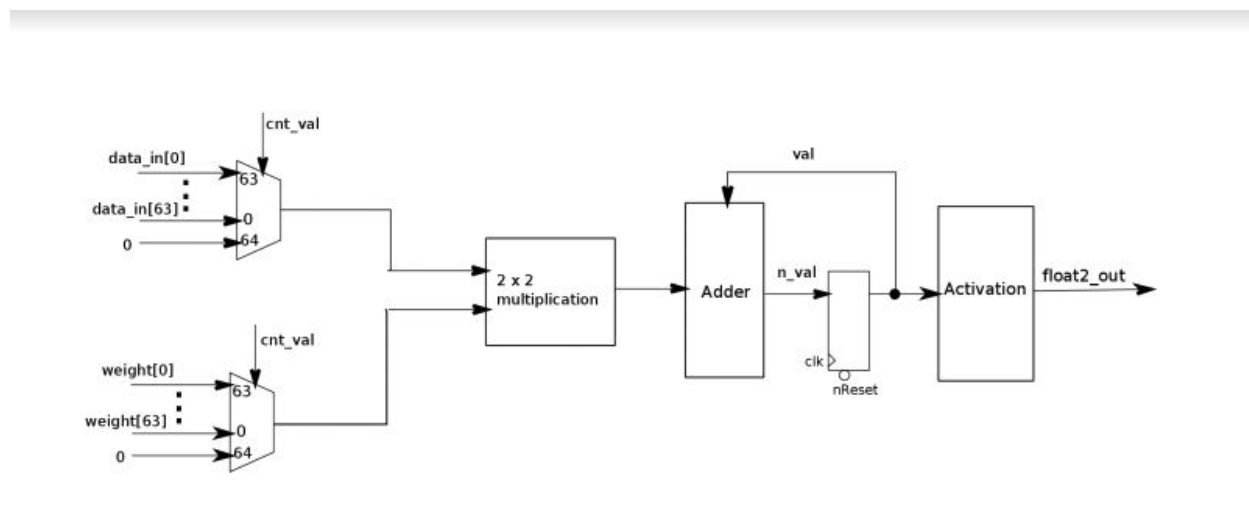 cnt_val
data_in[0]
63
data_in[63]
0
0
64
2 x 2
multiplication
cnt_val
weight[0]
63
weight[63]
0
0
64
val
Adder
n_val
clk
nReset
Activation
float2_out